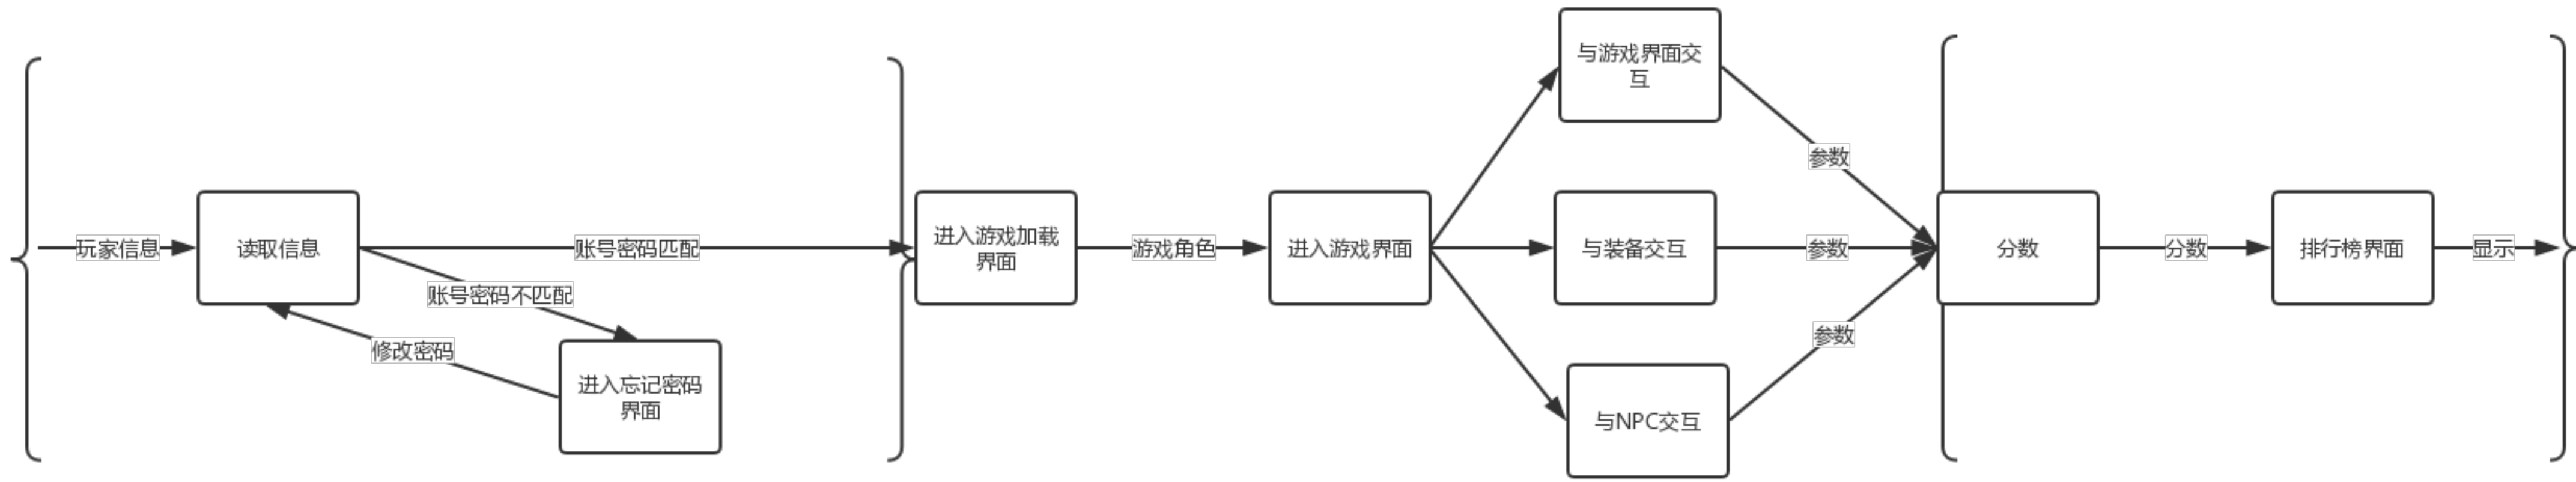 玩家信息
读取信息
账号密码匹配
账号密码不匹配
修改密码
进入忘记密码
界面
进入游戏加载
界面
游戏角色
进入游戏界面
与游戏界面交
互
与装备交互
与NPC交互
参数
参数
参数
分数
分数
排行榜界面
显示